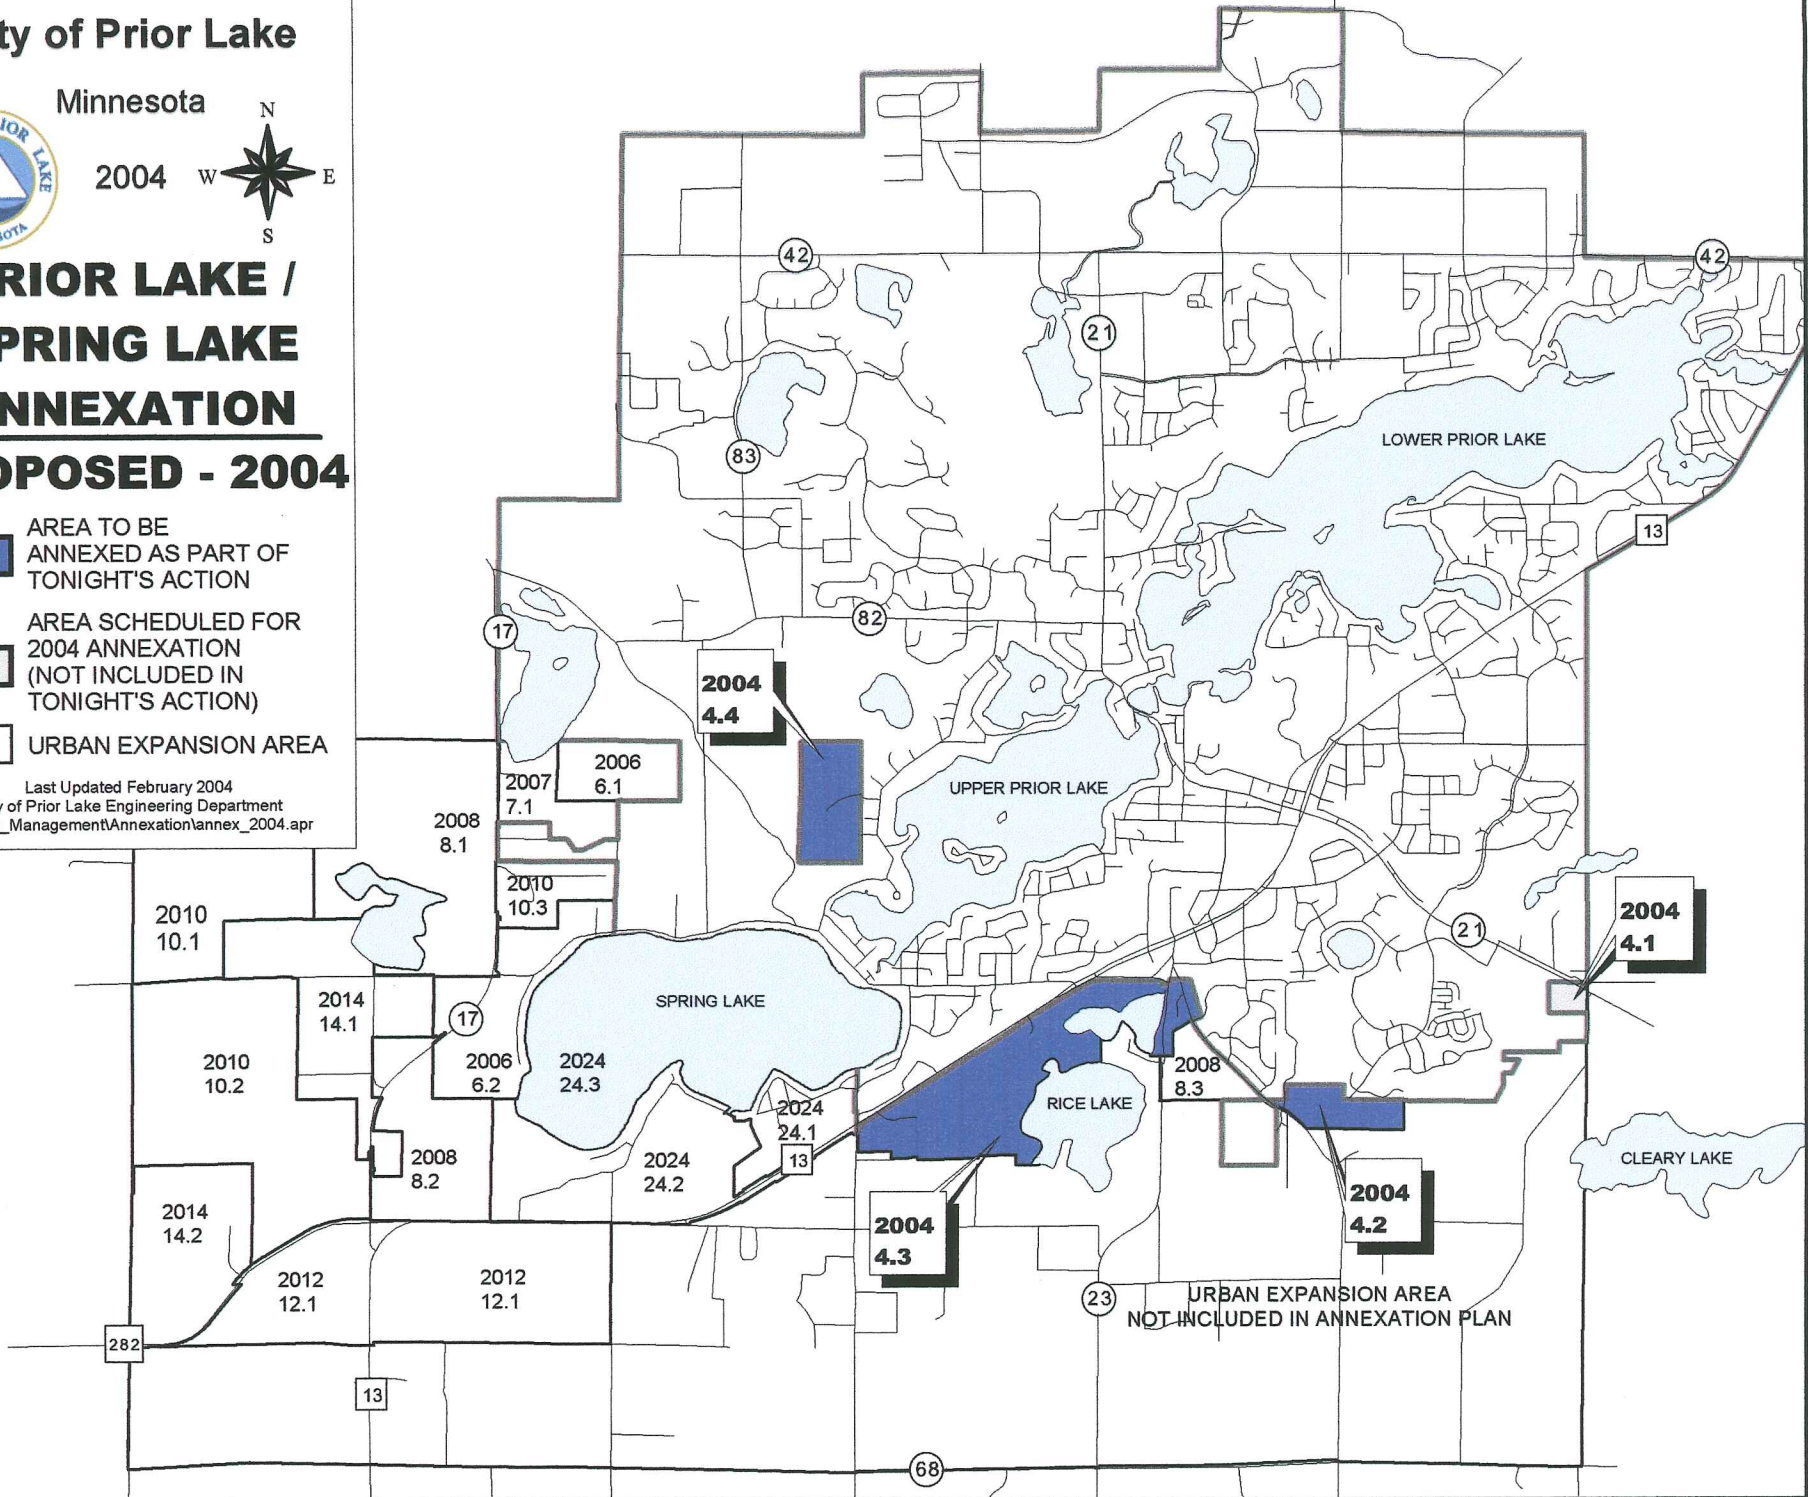 ty of Prior Lake
Minnesota
2004
N
W
E
S
IOR LAKE
SOTA
RIOR LAKE /
PRING LAKE
NNEXATION
OPOSED - 2004
AREA TO BE
ANNEXED AS PART OF
TONIGHT'S ACTION
AREA SCHEDULED FOR
2004 ANNEXATION
(NOT INCLUDED IN
TONIGHT'S ACTION)
URBAN EXPANSION AREA
Last Updated February 2004
y of Prior Lake Engineering Department
_Management\Annexation\annex_2004.apr
42
42
21
83
LOWER PRIOR LAKE
13
17
82
2004
4.4
2007
7.1
2006
6.1
UPPER PRIOR LAKE
2008
8.1
2010
10.3
2010
10.1
21
2004
4.1
2014
14.1
17
SPRING LAKE
2010
10.2
2006
6.2
2024
24.3
2008
8.3
RICE LAKE
2024
24.1
13
2008
8.2
2024
24.2
CLEARY LAKE
2014
14.2
2004
4.3
2004
4.2
2012
12.1
2012
12.1
23
URBAN EXPANSION AREA
NOT INCLUDED IN ANNEXATION PLAN
282
13
68